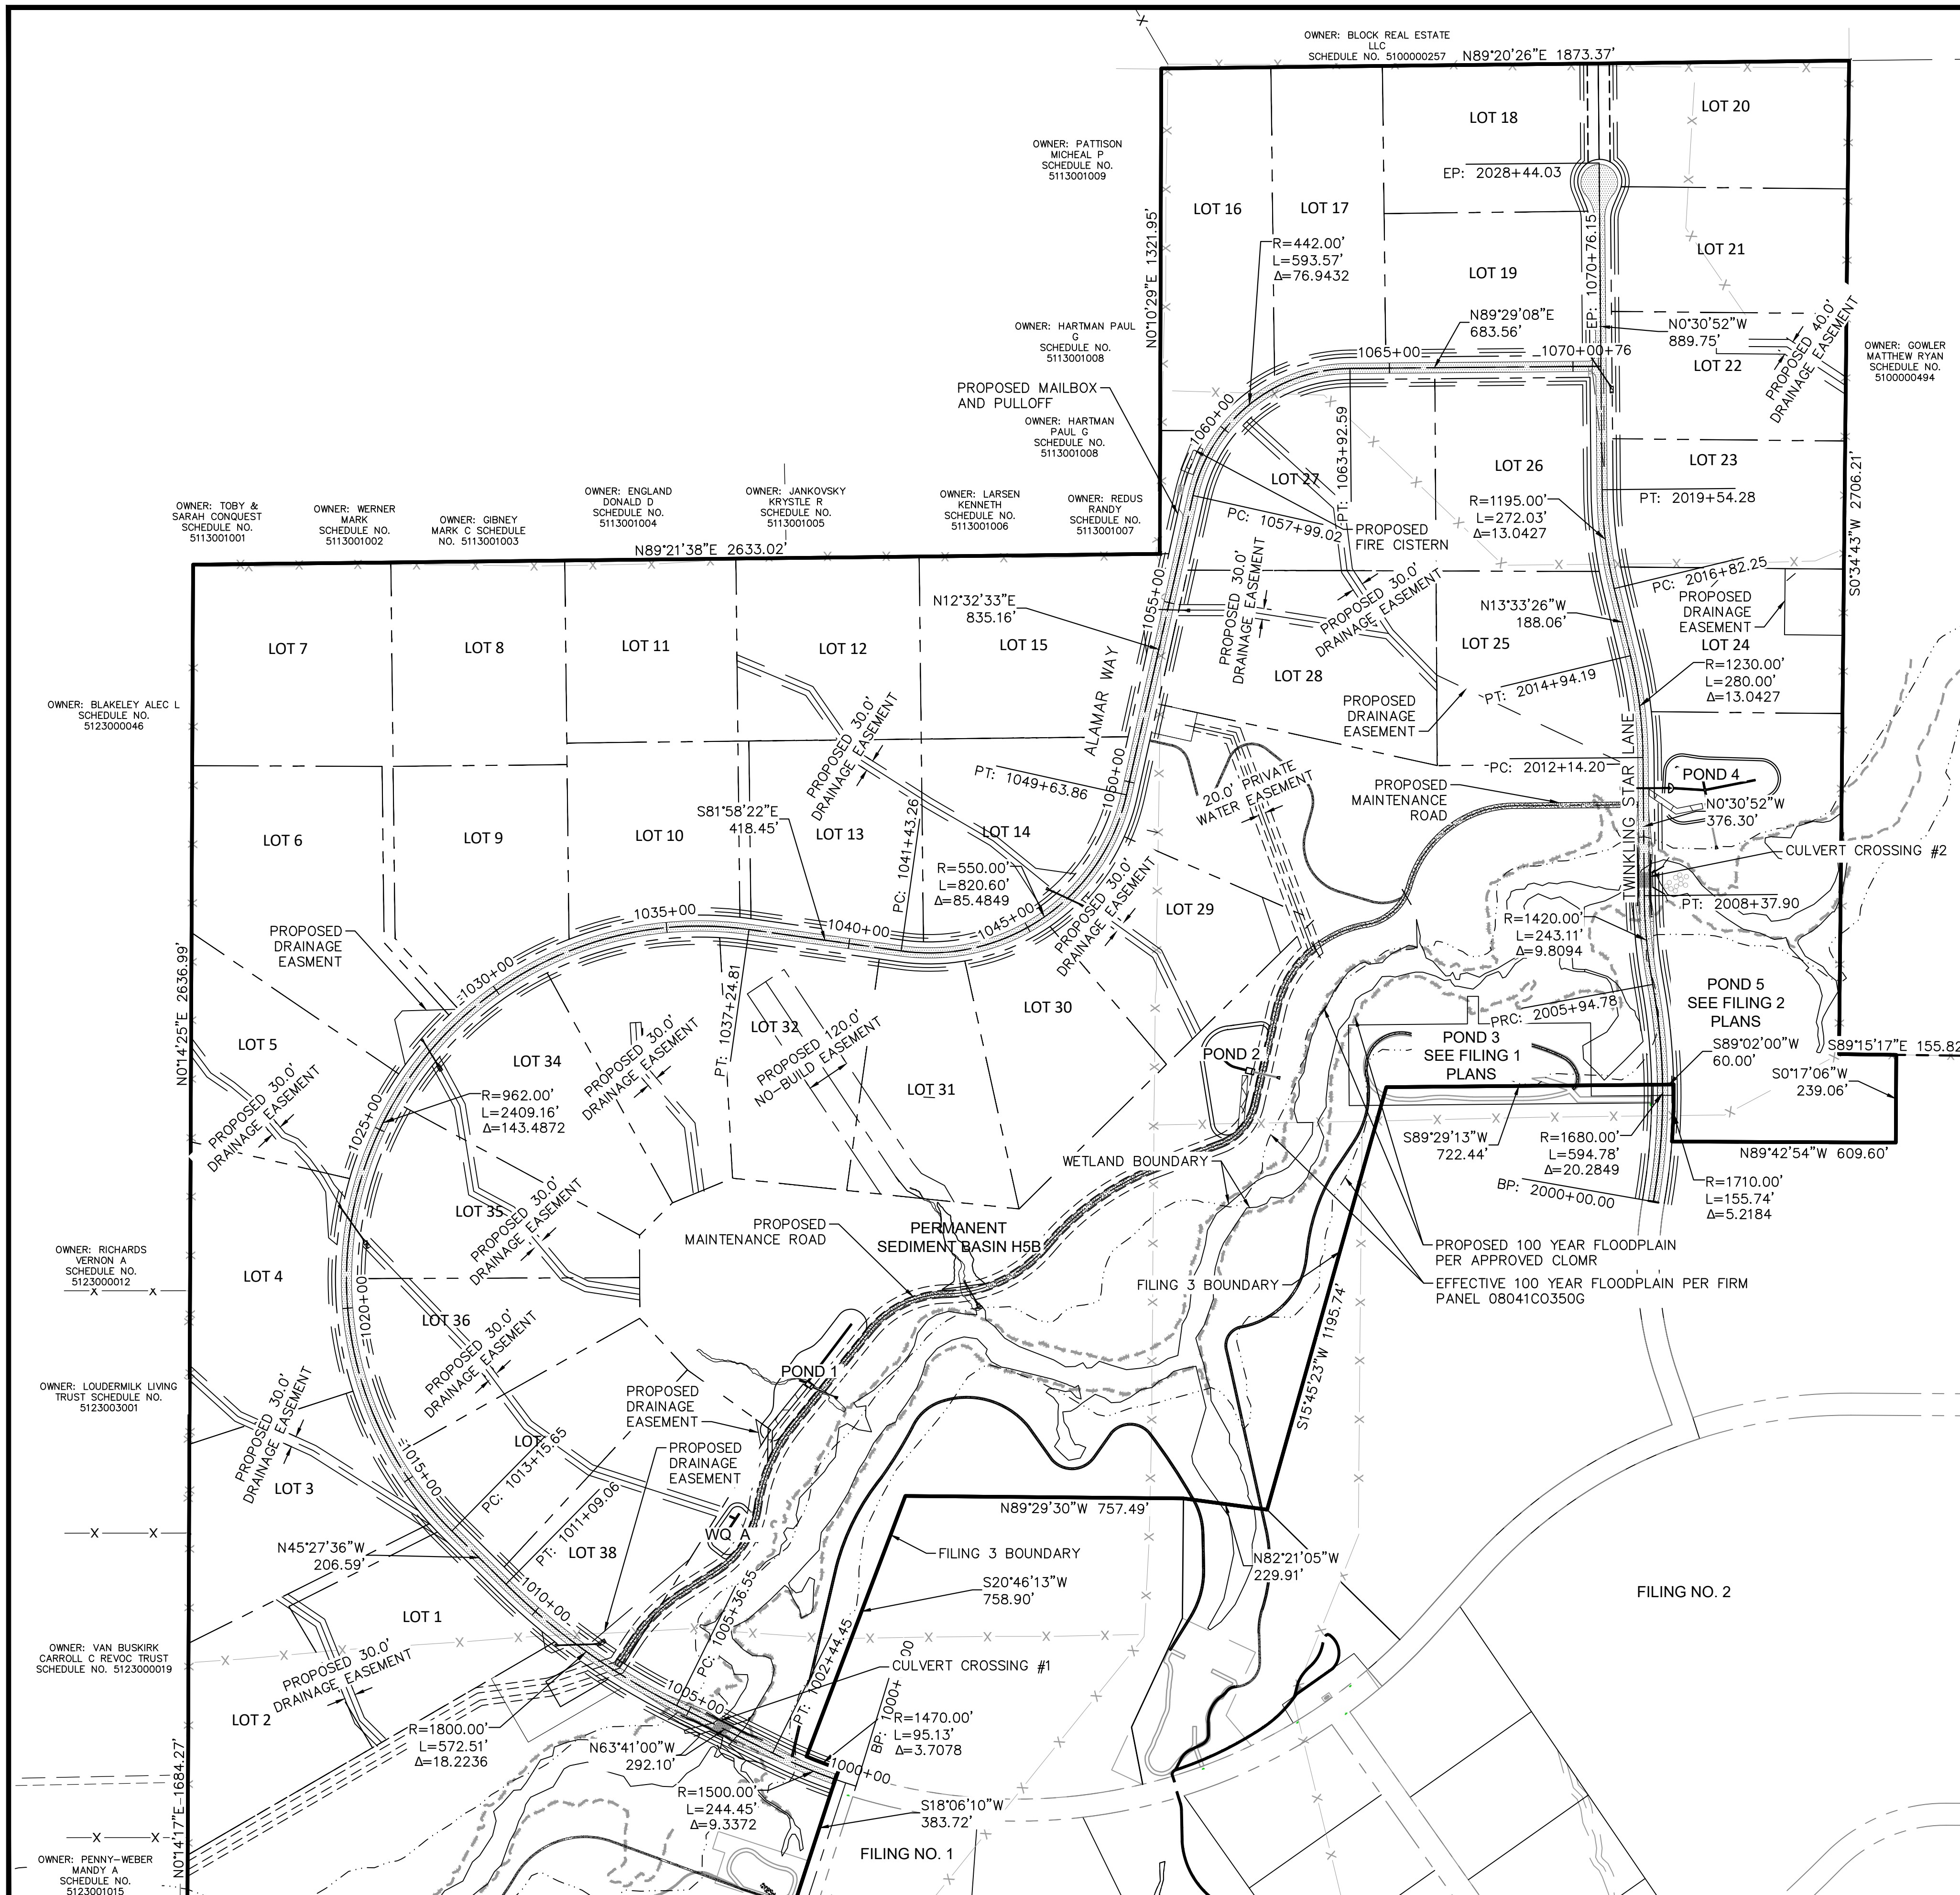 OWNER: BLOCK REAL ESTATE
LLC
SCHEDULE NO. 5100000257
N89°20'26"E 1873.37'
LOT 20
LOT 18
OWNER: PATTISON
MICHEAL P
SCHEDULE NO.
5113001009
EP: 2028+44.03
LOT 16
LOT 17
N0°10'29"E 1321.95'
R=442.00'
L=593.57'
Δ=76.9432
LOT 19
EP: 1070+76.15
LOT 21
N89°29'08"E
683.56'
N0°30'52"W
889.75'
PROPOSED 40.0'
DRAINAGE EASEMENT
OWNER: HARTMAN PAUL
G
SCHEDULE NO.
5113001008
1065+00
1070+00+76
LOT 22
OWNER: GOWLER
MATTHEW RYAN
SCHEDULE NO.
5100000494
PROPOSED MAILBOX
AND PULLOFF
OWNER: HARTMAN
PAUL G
SCHEDULE NO.
5113001008
1060+00
PT: 1063+92.59
LOT 27
LOT 26
LOT 23
S0°34'43"W 2706.21'
R=1195.00'
L=272.03'
Δ=13.0427
PT: 2019+54.28
PC: 1057+99.02
PROPOSED
FIRE CISTERN
OWNER: TOBY &
SARAH CONQUEST
SCHEDULE NO.
5113001001
OWNER: WERNER
MARK
SCHEDULE NO.
5113001002
OWNER: GIBNEY
MARK C SCHEDULE
NO. 5113001003
OWNER: ENGLAND
DONALD D
SCHEDULE NO.
5113001004
OWNER: JANKOVSKY
KRYSTLE R
SCHEDULE NO.
5113001005
OWNER: LARSEN
KENNETH
SCHEDULE NO.
5113001006
OWNER: REDUS
RANDY
SCHEDULE NO.
5113001007
N89°21'38"E 2633.02'
PC: 2016+82.25
N12°32'33"E
835.16'
1055+00
PROPOSED 30.0'
DRAINAGE EASEMENT
PROPOSED 30.0'
DRAINAGE EASEMENT
N13°33'26"W
188.06'
PROPOSED
DRAINAGE
EASEMENT
LOT 7
LOT 8
LOT 11
LOT 12
LOT 15
LOT 25
LOT 24
OWNER: BLAKELEY ALEC L
SCHEDULE NO.
5123000046
ALAMAR WAY
LOT 28
PT: 2014+94.19
R=1230.00'
L=280.00'
Δ=13.0427
PROPOSED 30.0'
DRAINAGE EASEMENT
PROPOSED
DRAINAGE
EASEMENT
PT: 1049+63.86
1050+00
20.0' PRIVATE
WATER EASEMENT
PC: 2012+14.20
POND 4
PROPOSED
MAINTENANCE
ROAD
TWINKLING STAR LANE
N0°30'52"W
376.30'
LOT 6
LOT 9
LOT 10
S81°58'22"E
418.45'
LOT 13
PC: 1041+43.26
LOT 14
R=550.00'
L=820.60'
Δ=85.4849
CULVERT CROSSING #2
1035+00
1040+00
1045+00
PROPOSED 30.0'
DRAINAGE EASEMENT
LOT 29
PT: 2008+37.90
R=1420.00'
L=243.11'
Δ=9.8094
PROPOSED
DRAINAGE
EASMENT
N0°14'25"E 2636.99'
1030+00
PT: 1037+24.81
LOT 32
PROPOSED 120.0'
NO-BUILD EASEMENT
LOT 30
PRC: 2005+94.78
POND 5
SEE FILING 2
PLANS
LOT 5
LOT 34
PROPOSED 30.0'
DRAINAGE EASEMENT
POND 2
POND 3
SEE FILING 1
PLANS
S89°02'00"W
60.00'
S89°15'17"E 155.82
PROPOSED 30.0'
DRAINAGE EASEMENT
R=962.00'
L=2409.16'
Δ=143.4872
1025+00
LOT 31
S0°17'06"W
239.06'
S89°29'13"W
722.44'
R=1680.00'
L=594.78'
Δ=20.2849
N89°42'54"W 609.60'
WETLAND BOUNDARY
BP: 2000+00.00
R=1710.00'
L=155.74'
Δ=5.2184
LOT 35
PROPOSED 30.0'
DRAINAGE EASEMENT
PROPOSED
MAINTENANCE ROAD
PERMANENT
SEDIMENT BASIN H5B
PROPOSED 100 YEAR FLOODPLAIN
PER APPROVED CLOMR
EFFECTIVE 100 YEAR FLOODPLAIN PER FIRM
PANEL 08041CO350G
OWNER: RICHARDS
VERNON A
SCHEDULE NO.
5123000012
LOT 4
FILING 3 BOUNDARY
1020+00
LOT 36
PROPOSED 30.0'
DRAINAGE EASEMENT
S15°45'23"W 1195.74'
POND 1
OWNER: LOUDERMILK LIVING
TRUST SCHEDULE NO.
5123003001
PROPOSED
DRAINAGE
EASEMENT
PROPOSED 30.0'
DRAINAGE EASEMENT
LOT
PROPOSED
DRAINAGE
EASEMENT
1015+00
PC: 1013+15.65
LOT 3
PT: 1011+09.06
N89°29'30"W 757.49'
WQ A
N45°27'36"W
206.59'
LOT 38
FILING 3 BOUNDARY
N82°21'05"W
229.91'
S20°46'13"W
758.90'
FILING NO. 2
1010+00
PC: 1005+36.55
LOT 1
OWNER: VAN BUSKIRK
CARROLL C REVOC TRUST
SCHEDULE NO. 5123000019
PROPOSED 30.0'
DRAINAGE EASEMENT
PT: 1002+44.45
BP: 1000+ 00
CULVERT CROSSING #1
1005+00
LOT 2
R=1800.00'
L=572.51'
Δ=18.2236
N63°41'00"W
292.10'
R=1470.00'
L=95.13'
Δ=3.7078
1000+00
N0°14'17"E 1684.27'
R=1500.00'
L=244.45'
Δ=9.3372
S18°06'10"W
383.72'
FILING NO. 1
OWNER: PENNY-WEBER
MANDY A
SCHEDULE NO.
5123001015